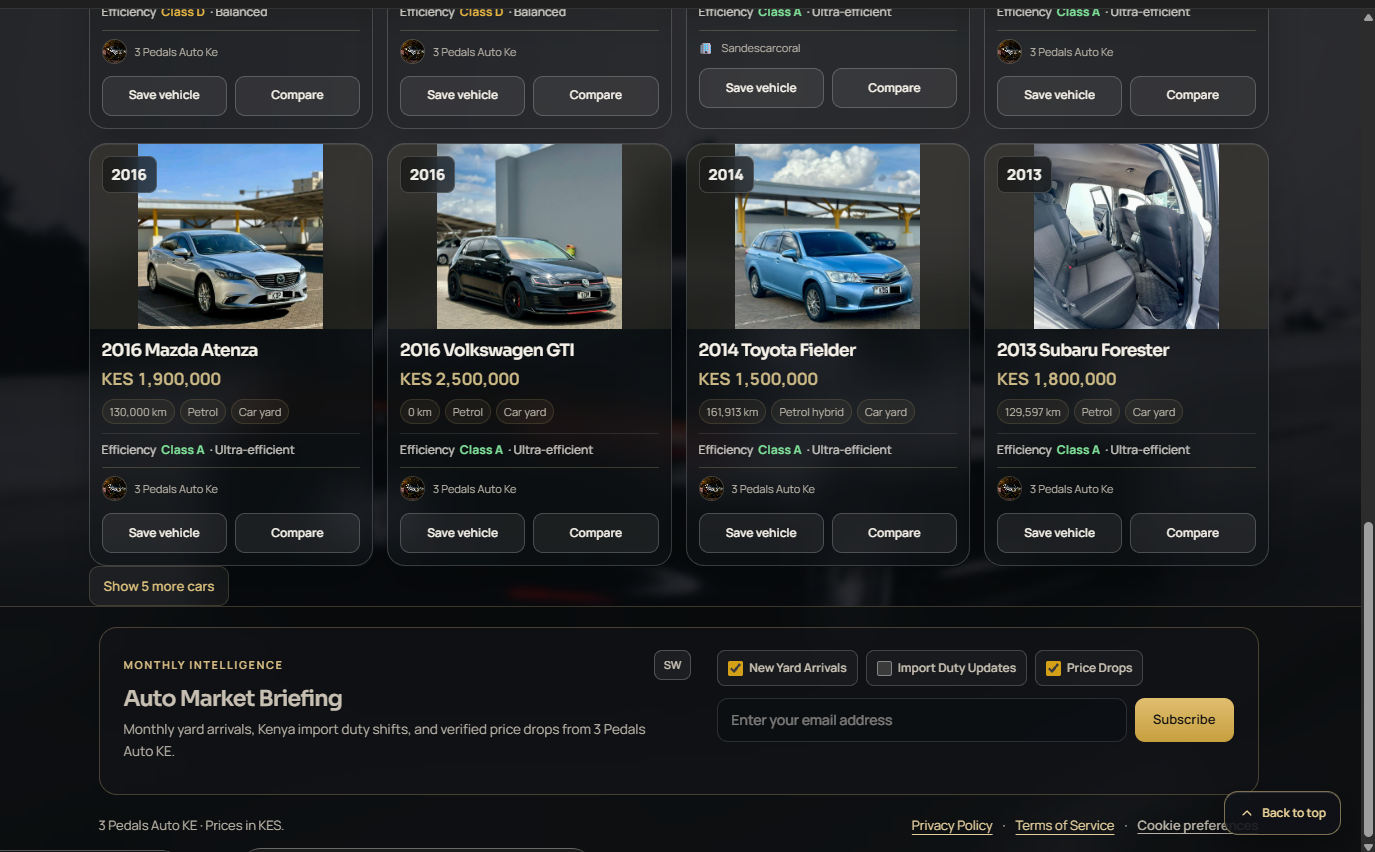 Efficiency Class D · Balanced
Efficiency Class D · Balanced
Efficiency Class A · Ultra-efficient
Efficiency Class A · Ultra-efficient
3 Pedals Auto Ke
3 Pedals Auto Ke
Sandescarcoral
3 Pedals Auto Ke
Save vehicle Compare
Save vehicle Compare
Save vehicle Compare
Save vehicle Compare
2016
2016
2014
2013
2016 Mazda Atenza
KES 1,900,000
130,000 km Petrol Car yard
Efficiency Class A · Ultra-efficient
3 Pedals Auto Ke
Save vehicle Compare
2016 Volkswagen GTI
KES 2,500,000
0 km Petrol Car yard
Efficiency Class A · Ultra-efficient
3 Pedals Auto Ke
Save vehicle Compare
2014 Toyota Fielder
KES 1,500,000
161,913 km Petrol hybrid Car yard
Efficiency Class A · Ultra-efficient
3 Pedals Auto Ke
Save vehicle Compare
2013 Subaru Forester
KES 1,800,000
129,597 km Petrol Car yard
Efficiency Class A · Ultra-efficient
3 Pedals Auto Ke
Save vehicle Compare
Show 5 more cars
MONTHLY INTELLIGENCE
SW
Auto Market Briefing
Monthly yard arrivals, Kenya import duty shifts, and verified price drops from 3 Pedals
Auto KE.
New Yard Arrivals Import Duty Updates Price Drops
Enter your email address Subscribe
3 Pedals Auto KE · Prices in KES.
Privacy Policy · Terms of Service · Cookie preferences
Back to top